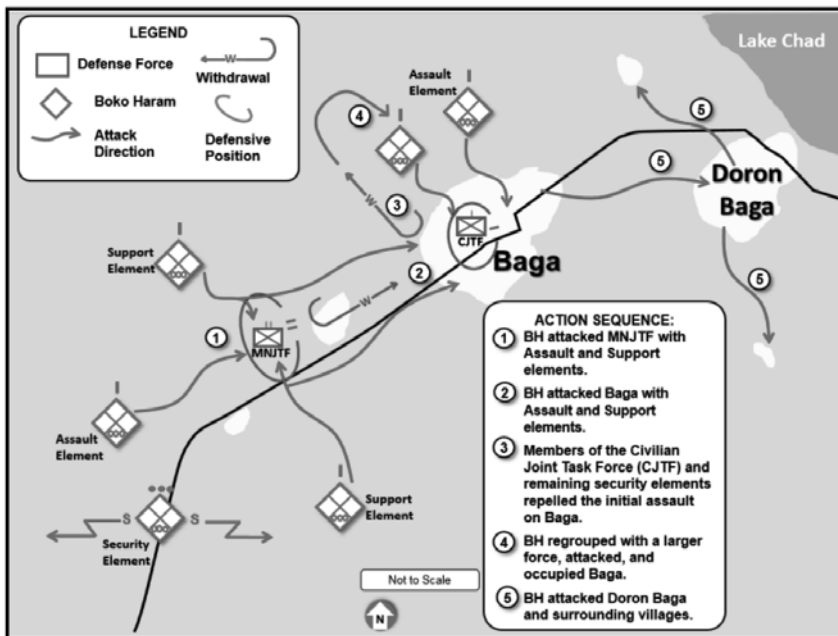 LEGEND
Defense Force
Withdrawal
W
Boko Haram
Attack
Direction
Defensive
Position
Lake Chad
Assault
Element
4
5
3
W
5
Doron
Baga
CJTF
Baga
2
W
5
Support
Element
1
MNJTF
Assault
Element
Support
Element
S
S
Security
Element
Not to Scale
N
ACTION SEQUENCE:
1 BH attacked MNJTF with
Assault and Support
elements.
2 BH attacked Baga with
Assault and Support
elements.
3 Members of the Civilian
Joint Task Force (CJTF) and
remaining security elements
repelled the initial assault
on Baga.
4 BH regrouped with a larger
force, attacked, and
occupied Baga.
5 BH attacked Doron Baga
and surrounding villages.